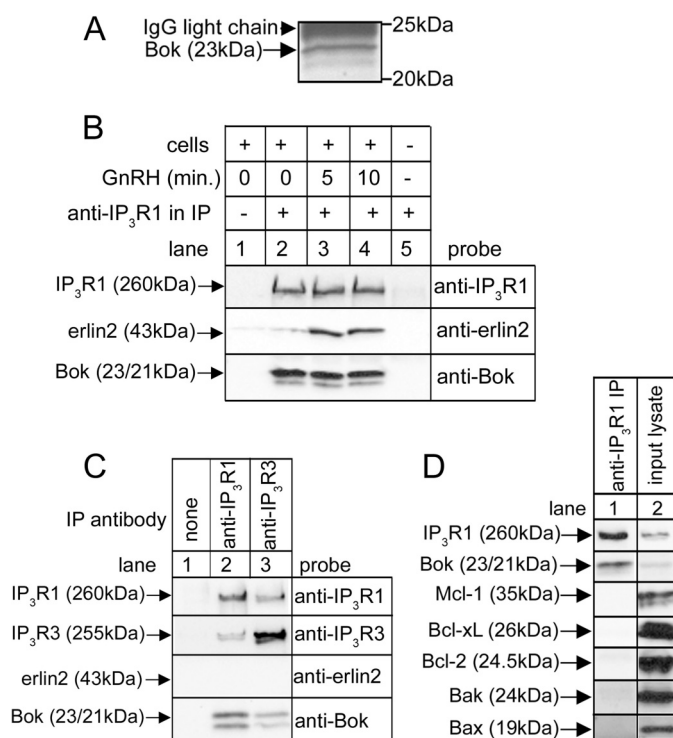 A
IgG light chain
25kDa
Bok (23kDa)
20kDa
B
cells + + + + -
GnRH (min.) 0 0 5 10 -
anti-IP3R1 in IP - + + + +
lane 1 2 3 4 5 probe
IP3R1 (260kDa) anti-IP3R1
erlin2 (43kDa) anti-erlin2
Bok (23/21kDa) anti-Bok
C
IP antibody none anti-IP3R1 anti-IP3R3
lane 1 2 3 probe
IP3R1 (260kDa) anti-IP3R1
IP3R3 (255kDa) anti-IP3R3
erlin2 (43kDa) anti-erlin2
Bok (23/21kDa) anti-Bok
D
anti-IP3R1 IP input lysate
lane 1 2
IP3R1 (260kDa)
Bok (23/21kDa)
Mcl-1 (35kDa)
Bcl-xL (26kDa)
Bcl-2 (24.5kDa)
Bak (24kDa)
Bax (19kDa)